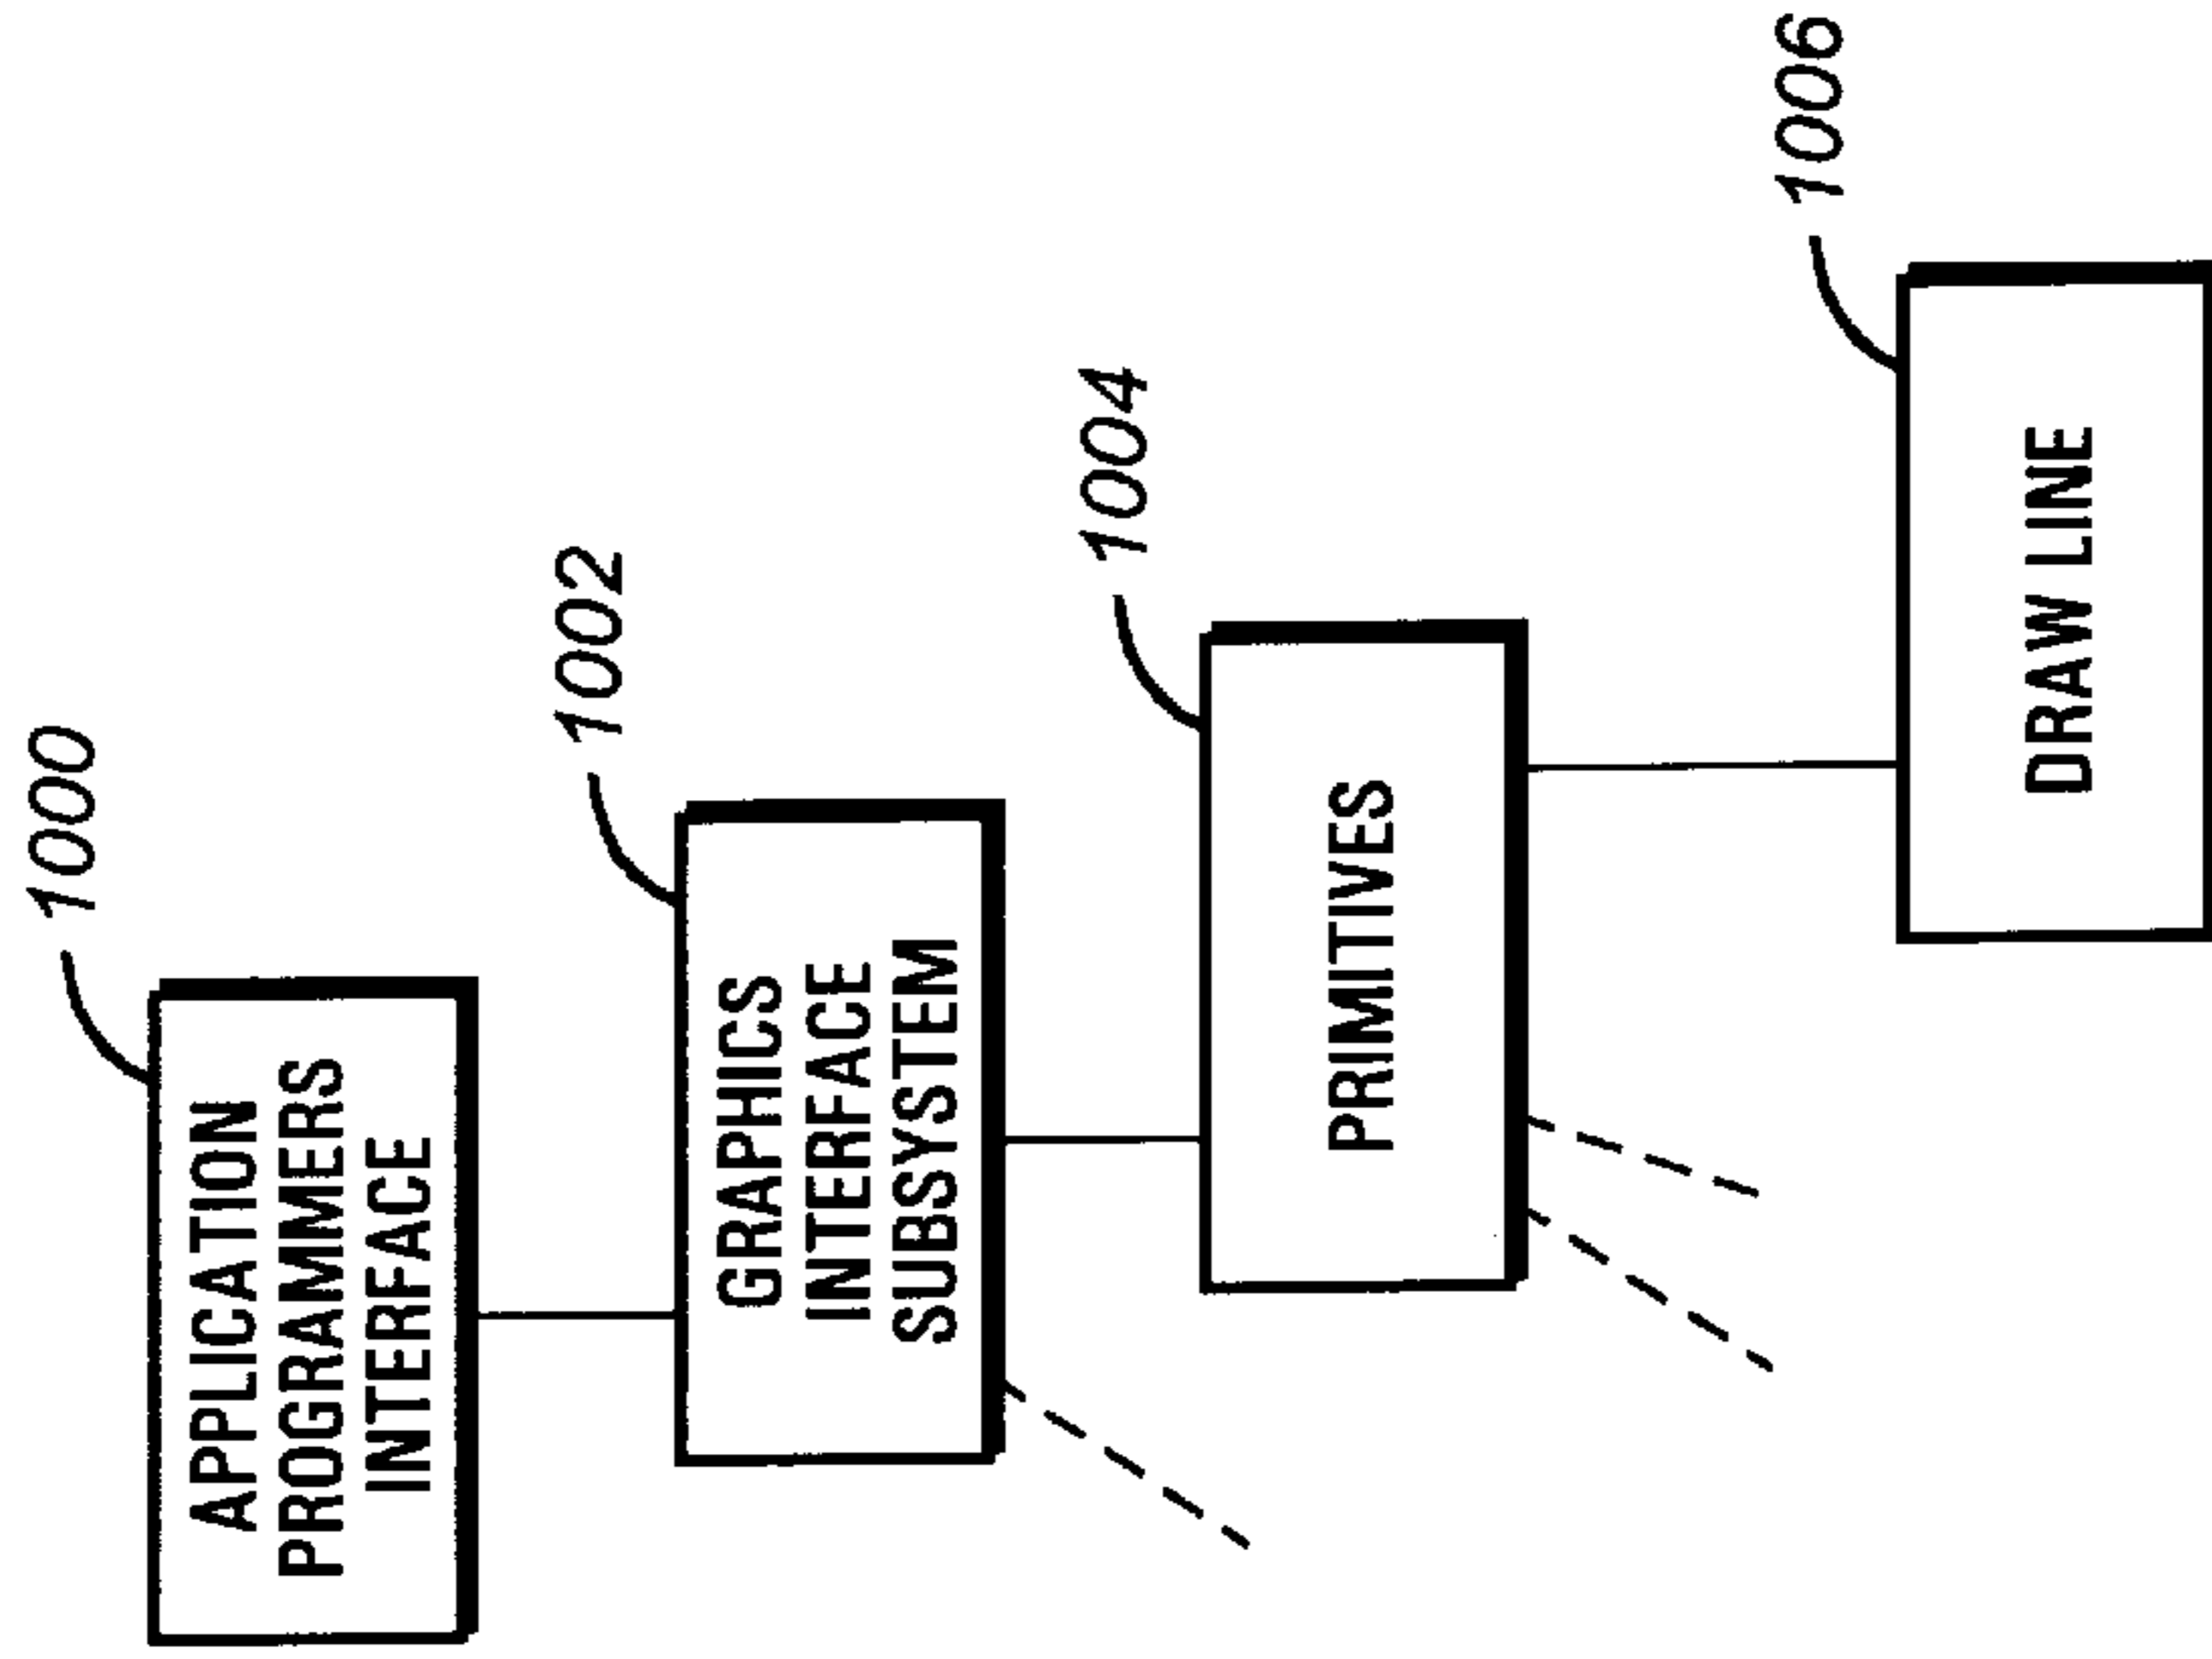 1000
APPLICATION
PROGRAMMERS
INTERFACE
1002
GRAPHICS
INTERFACE
SUBSYSTEM
1004
PRIMITIVES
1006
DRAW LINE